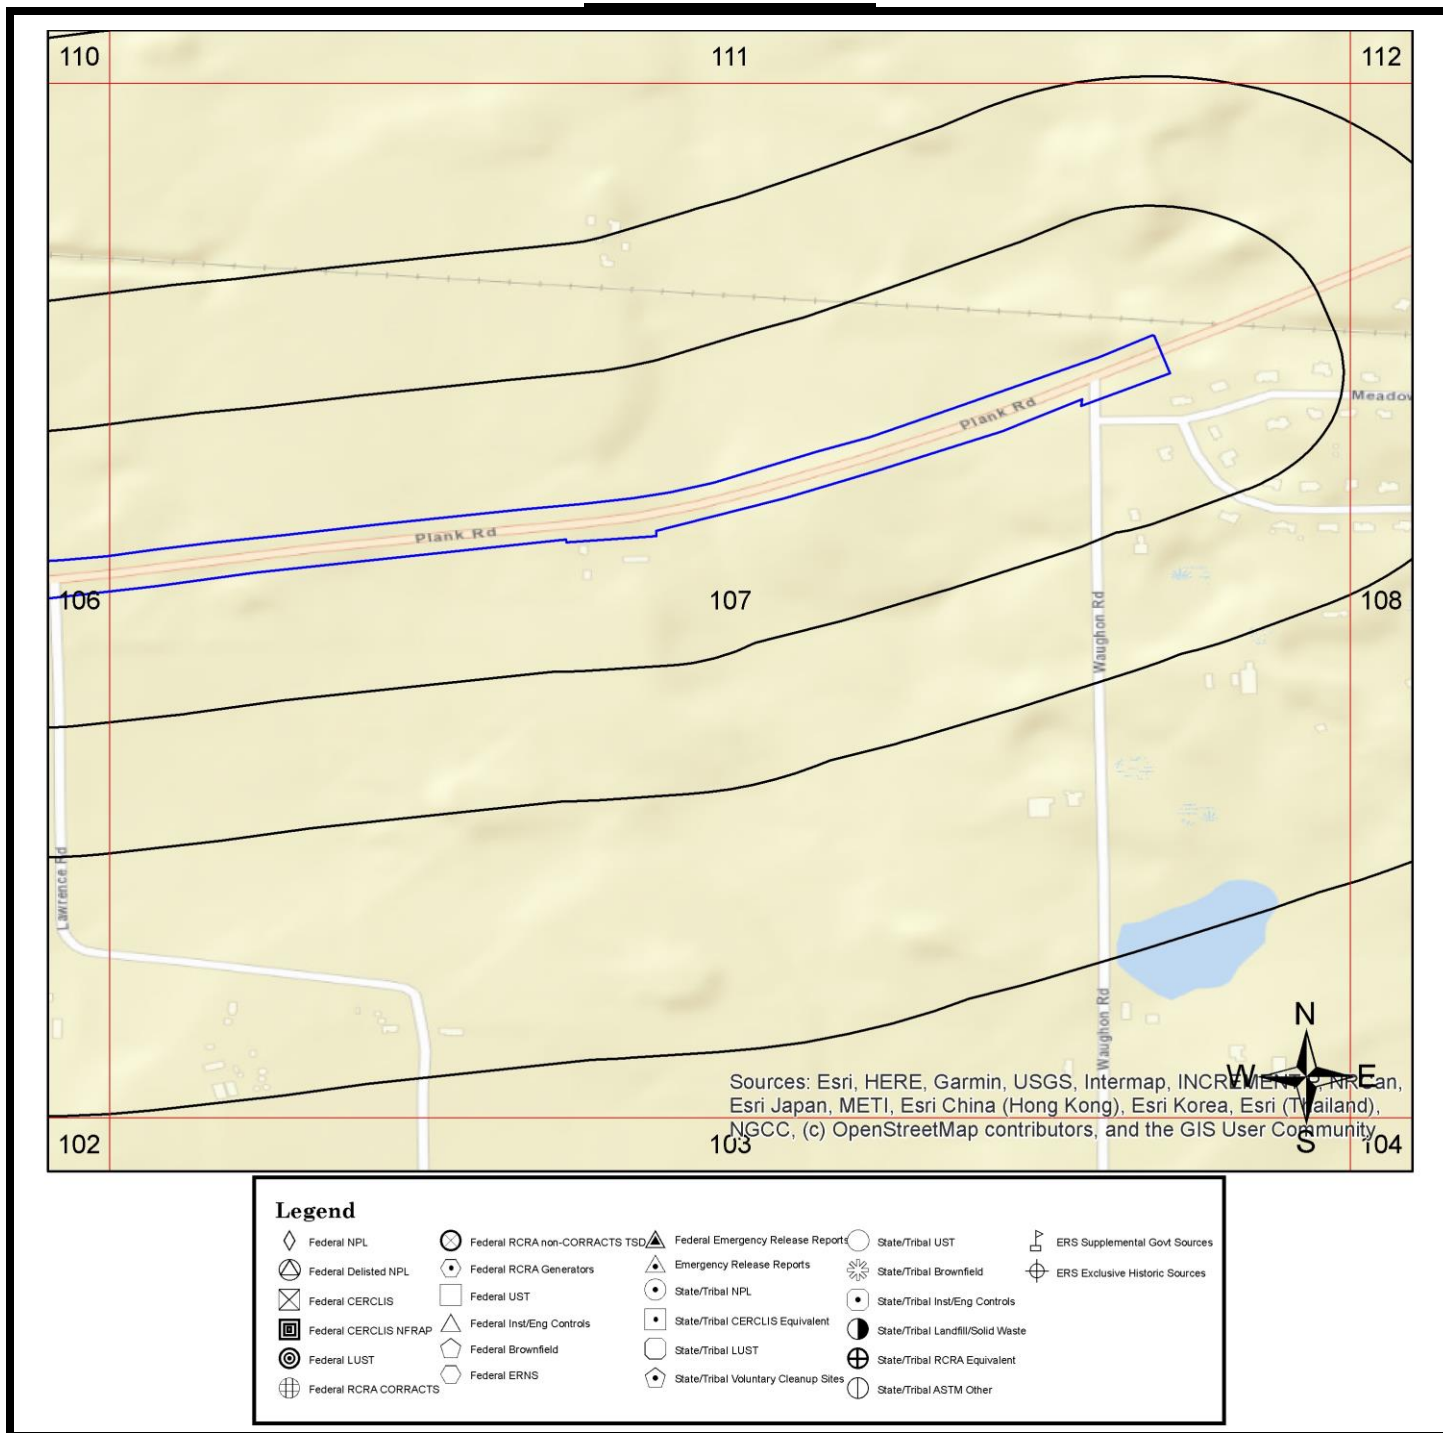 110 111 112
Meadow
Plank Rd
Plank Rd
106 107 108
Waughon Rd
Lawrence Rd
Waughon Rd
N
W E
S
Sources: Esri, HERE, Garmin, USGS, Intermap, INCREMENT P, NRCan,
Esri Japan, METI, Esri China (Hong Kong), Esri Korea, Esri (Thailand),
NGCC, (c) OpenStreetMap contributors, and the GIS User Community
102 103 104
Legend
Federal NPL
Federal Delisted NPL
Federal CERCLIS
Federal CERCLIS NFRAP
Federal LUST
Federal RCRA CORRACTS
Federal RCRA non-CORRACTS TSD
Federal RCRA Generators
Federal UST
Federal Inst/Eng Controls
Federal Brownfield
Federal ERNS
Federal Emergency Release Reports
Emergency Release Reports
State/Tribal NPL
State/Tribal CERCLIS Equivalent
State/Tribal LUST
State/Tribal Voluntary Cleanup Sites
State/Tribal UST
State/Tribal Brownfield
State/Tribal Inst/Eng Controls
State/Tribal Landfill/Solid Waste
State/Tribal RCRA Equivalent
State/Tribal ASTM Other
ERS Supplemental Govt Sources
ERS Exclusive Historic Sources